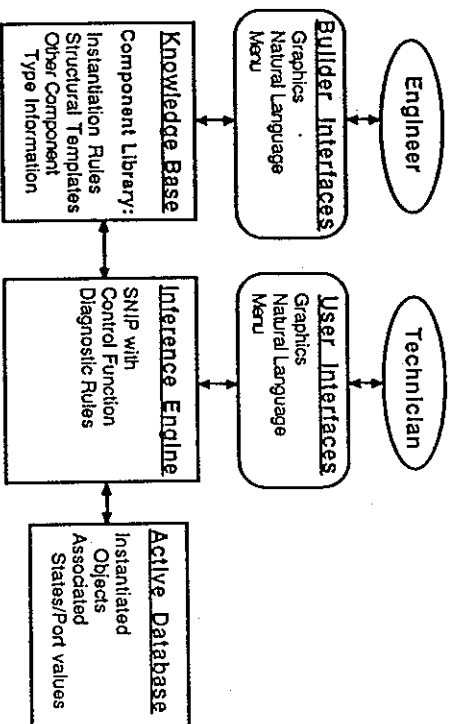 Engineer
Technician
Builder Interfaces
Graphics
Natural Language
Menu
User Interfaces
Graphics
Natural Language
Menu
Knowledge Base
Component Library:
Instantiation Rules
Structural Templates
Other Component
Type Information
Inference Engine
SNIP with
Control Function
Diagnostic Rules
Active Database
Instantiated
Objects
Associated
States/Port values